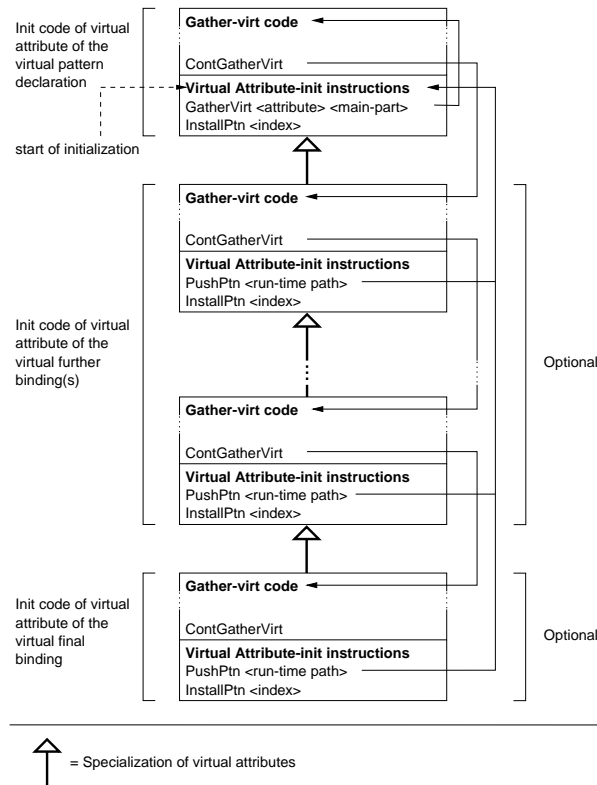 Init code of virtual
attribute of the
virtual pattern
declaration
start of initialization
Gather-virt code
ContGatherVirt
Virtual Attribute-init instructions
GatherVirt <attribute> <main-part>
InstallPtn <index>
Init code of virtual
attribute of the
virtual further
binding(s)
Gather-virt code
ContGatherVirt
Virtual Attribute-init instructions
PushPtn <run-time path>
InstallPtn <index>
Optional
Gather-virt code
ContGatherVirt
Virtual Attribute-init instructions
PushPtn <run-time path>
InstallPtn <index>
Init code of virtual
attribute of the
virtual final
binding
Gather-virt code
ContGatherVirt
Virtual Attribute-init instructions
PushPtn <run-time path>
InstallPtn <index>
Optional
= Specialization of virtual attributes